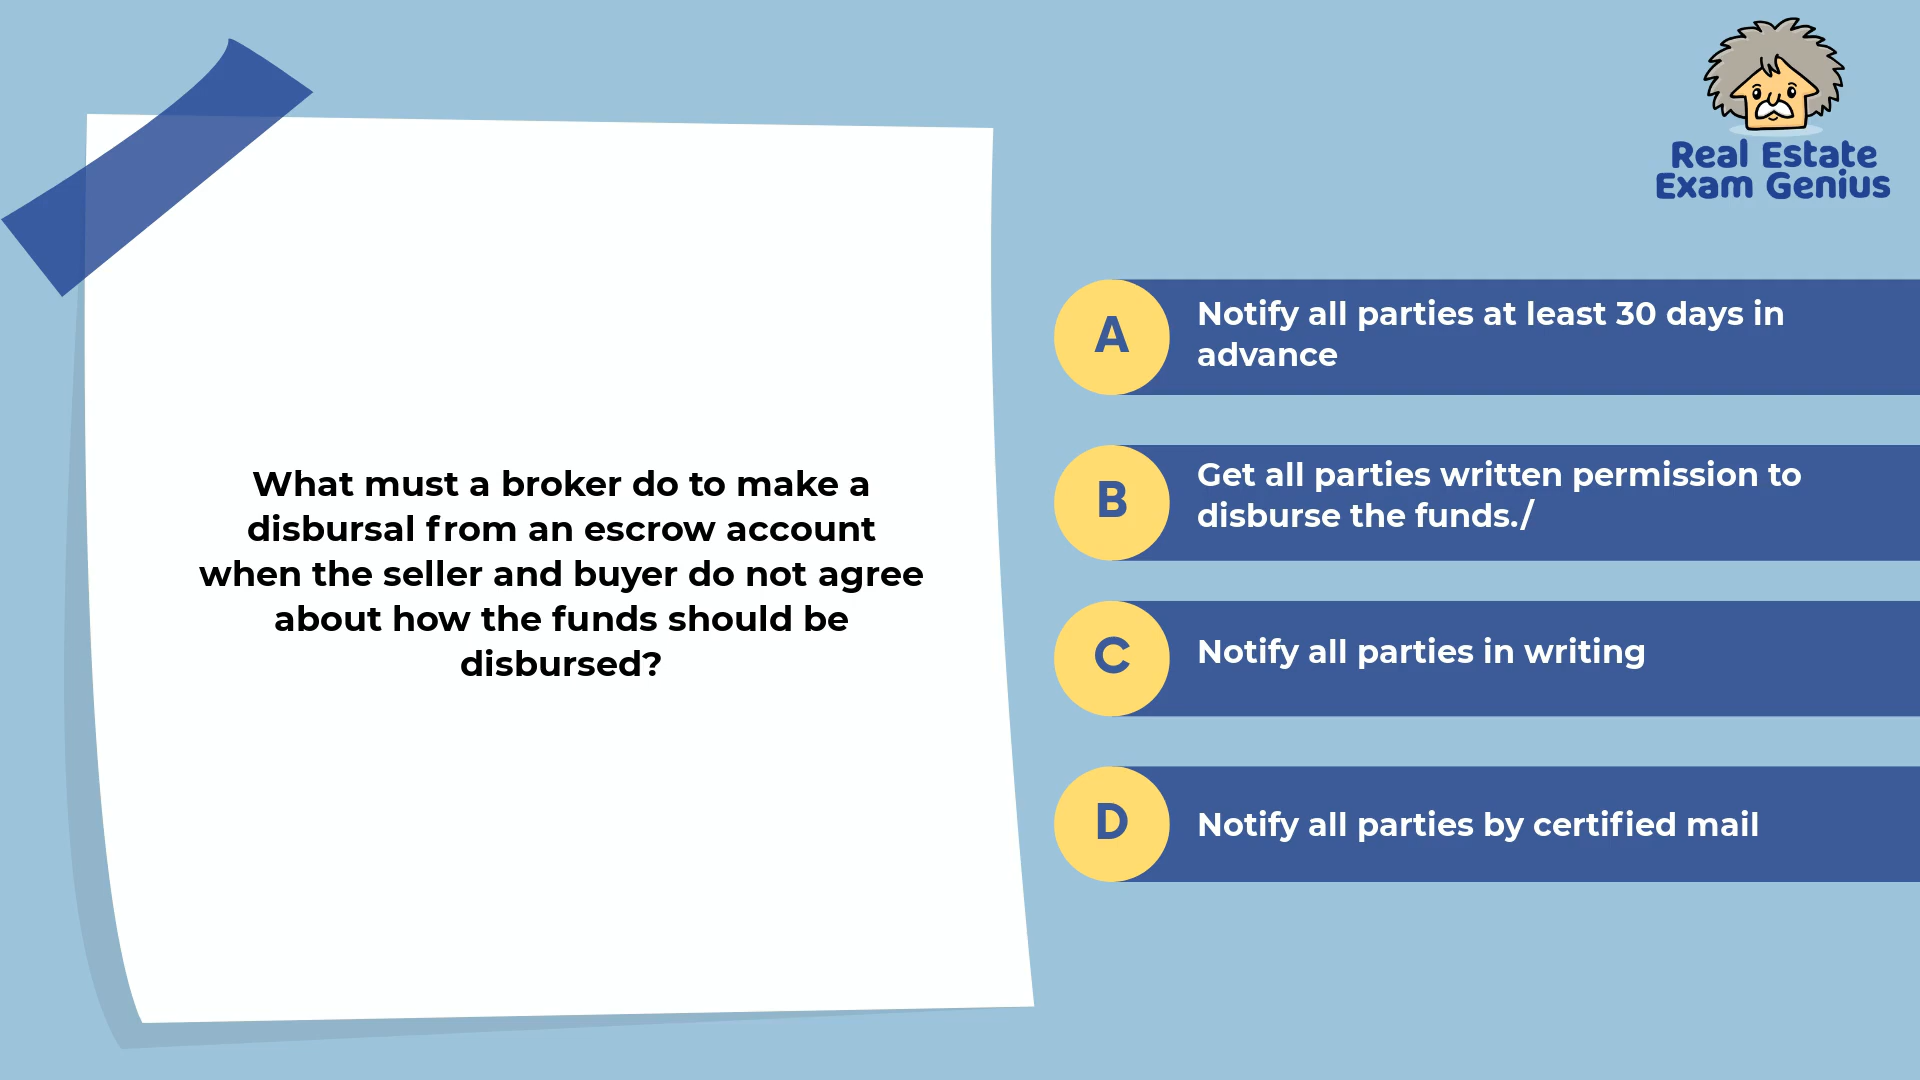 Real Estate
Exam Genius
What must a broker do to make a
disbursal from an escrow account
when the seller and buyer do not agree
about how the funds should be
disbursed?
A
Notify all parties at least 30 days in
advance
B
Get all parties written permission to
disburse the funds./
C
Notify all parties in writing
D
Notify all parties by certified mail